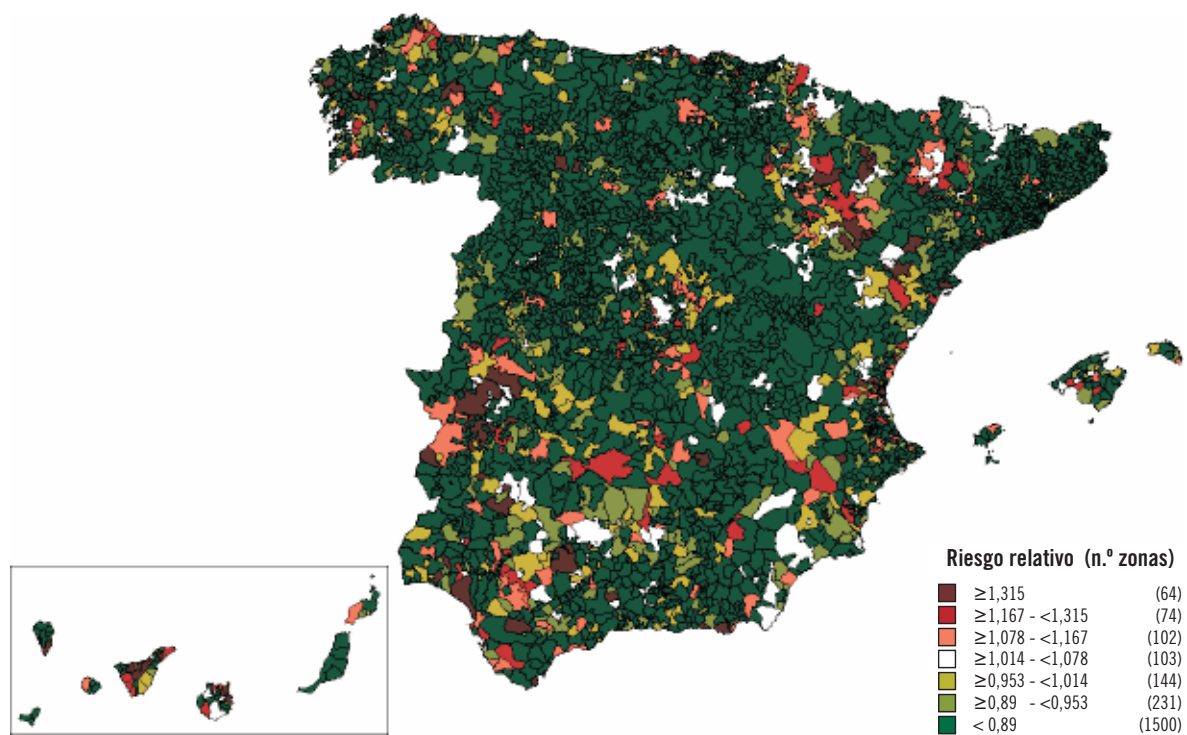 Riesgo relativo (n.º zonas)
≥1,315 (64)
≥1,167 - <1,315 (74)
≥1,078 - <1,167 (102)
≥1,014 - <1,078 (103)
≥0,953 - <1,014 (144)
≥0,89 - <0,953 (231)
< 0,89 (1500)